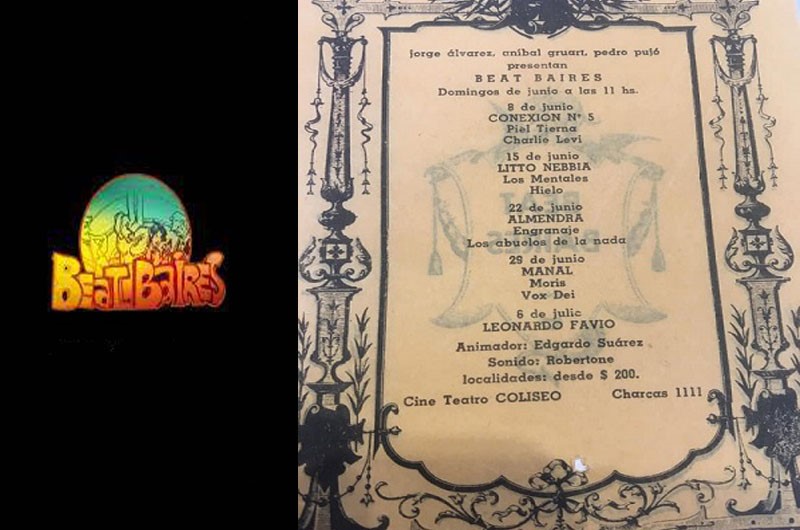 BEAT BAIRES
jorge álvarez, aníbal gruart, pedro pujó
presentan
BEAT BAIRES
Domingos de junio a las 11 hs.
8 de junio
CONEXION Nº 5
Piel Tierna
Charlie Levi
15 de junio
LITTO NEBBIA
Los Mentales
Hielo
22 de junio
ALMENDRA
Engranaje
Los abuelos de la nada
29 de junio
MANAL
Moris
Vox Dei
6 de julio
LEONARDO FAVIO
Animador: Edgardo Suárez
Sonido: Robertone
localidades: desde $ 200.
Cine Teatro COLISEO Charcas 1111
BEAT
BAIRES